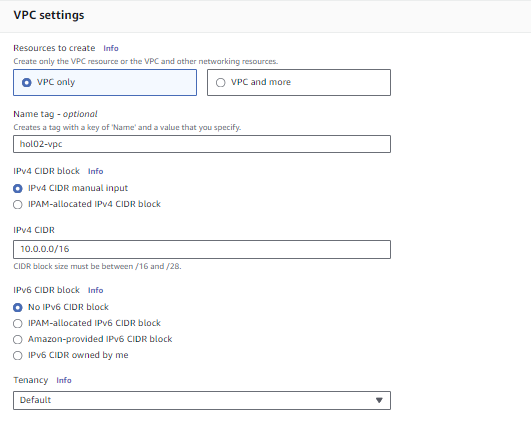 VPC settings
Resources to create Info
Create only the VPC resource or the VPC and other networking resources.
VPC only
VPC and more
Name tag - optional
Creates a tag with a key of 'Name' and a value that you specify.
hol02-vpc
IPv4 CIDR block Info
IPv4 CIDR manual input
IPAM-allocated IPv4 CIDR block
IPv4 CIDR
10.0.0.0/16
CIDR block size must be between /16 and /28.
IPv6 CIDR block Info
No IPv6 CIDR block
IPAM-allocated IPv6 CIDR block
Amazon-provided IPv6 CIDR block
IPv6 CIDR owned by me
Tenancy Info
Default